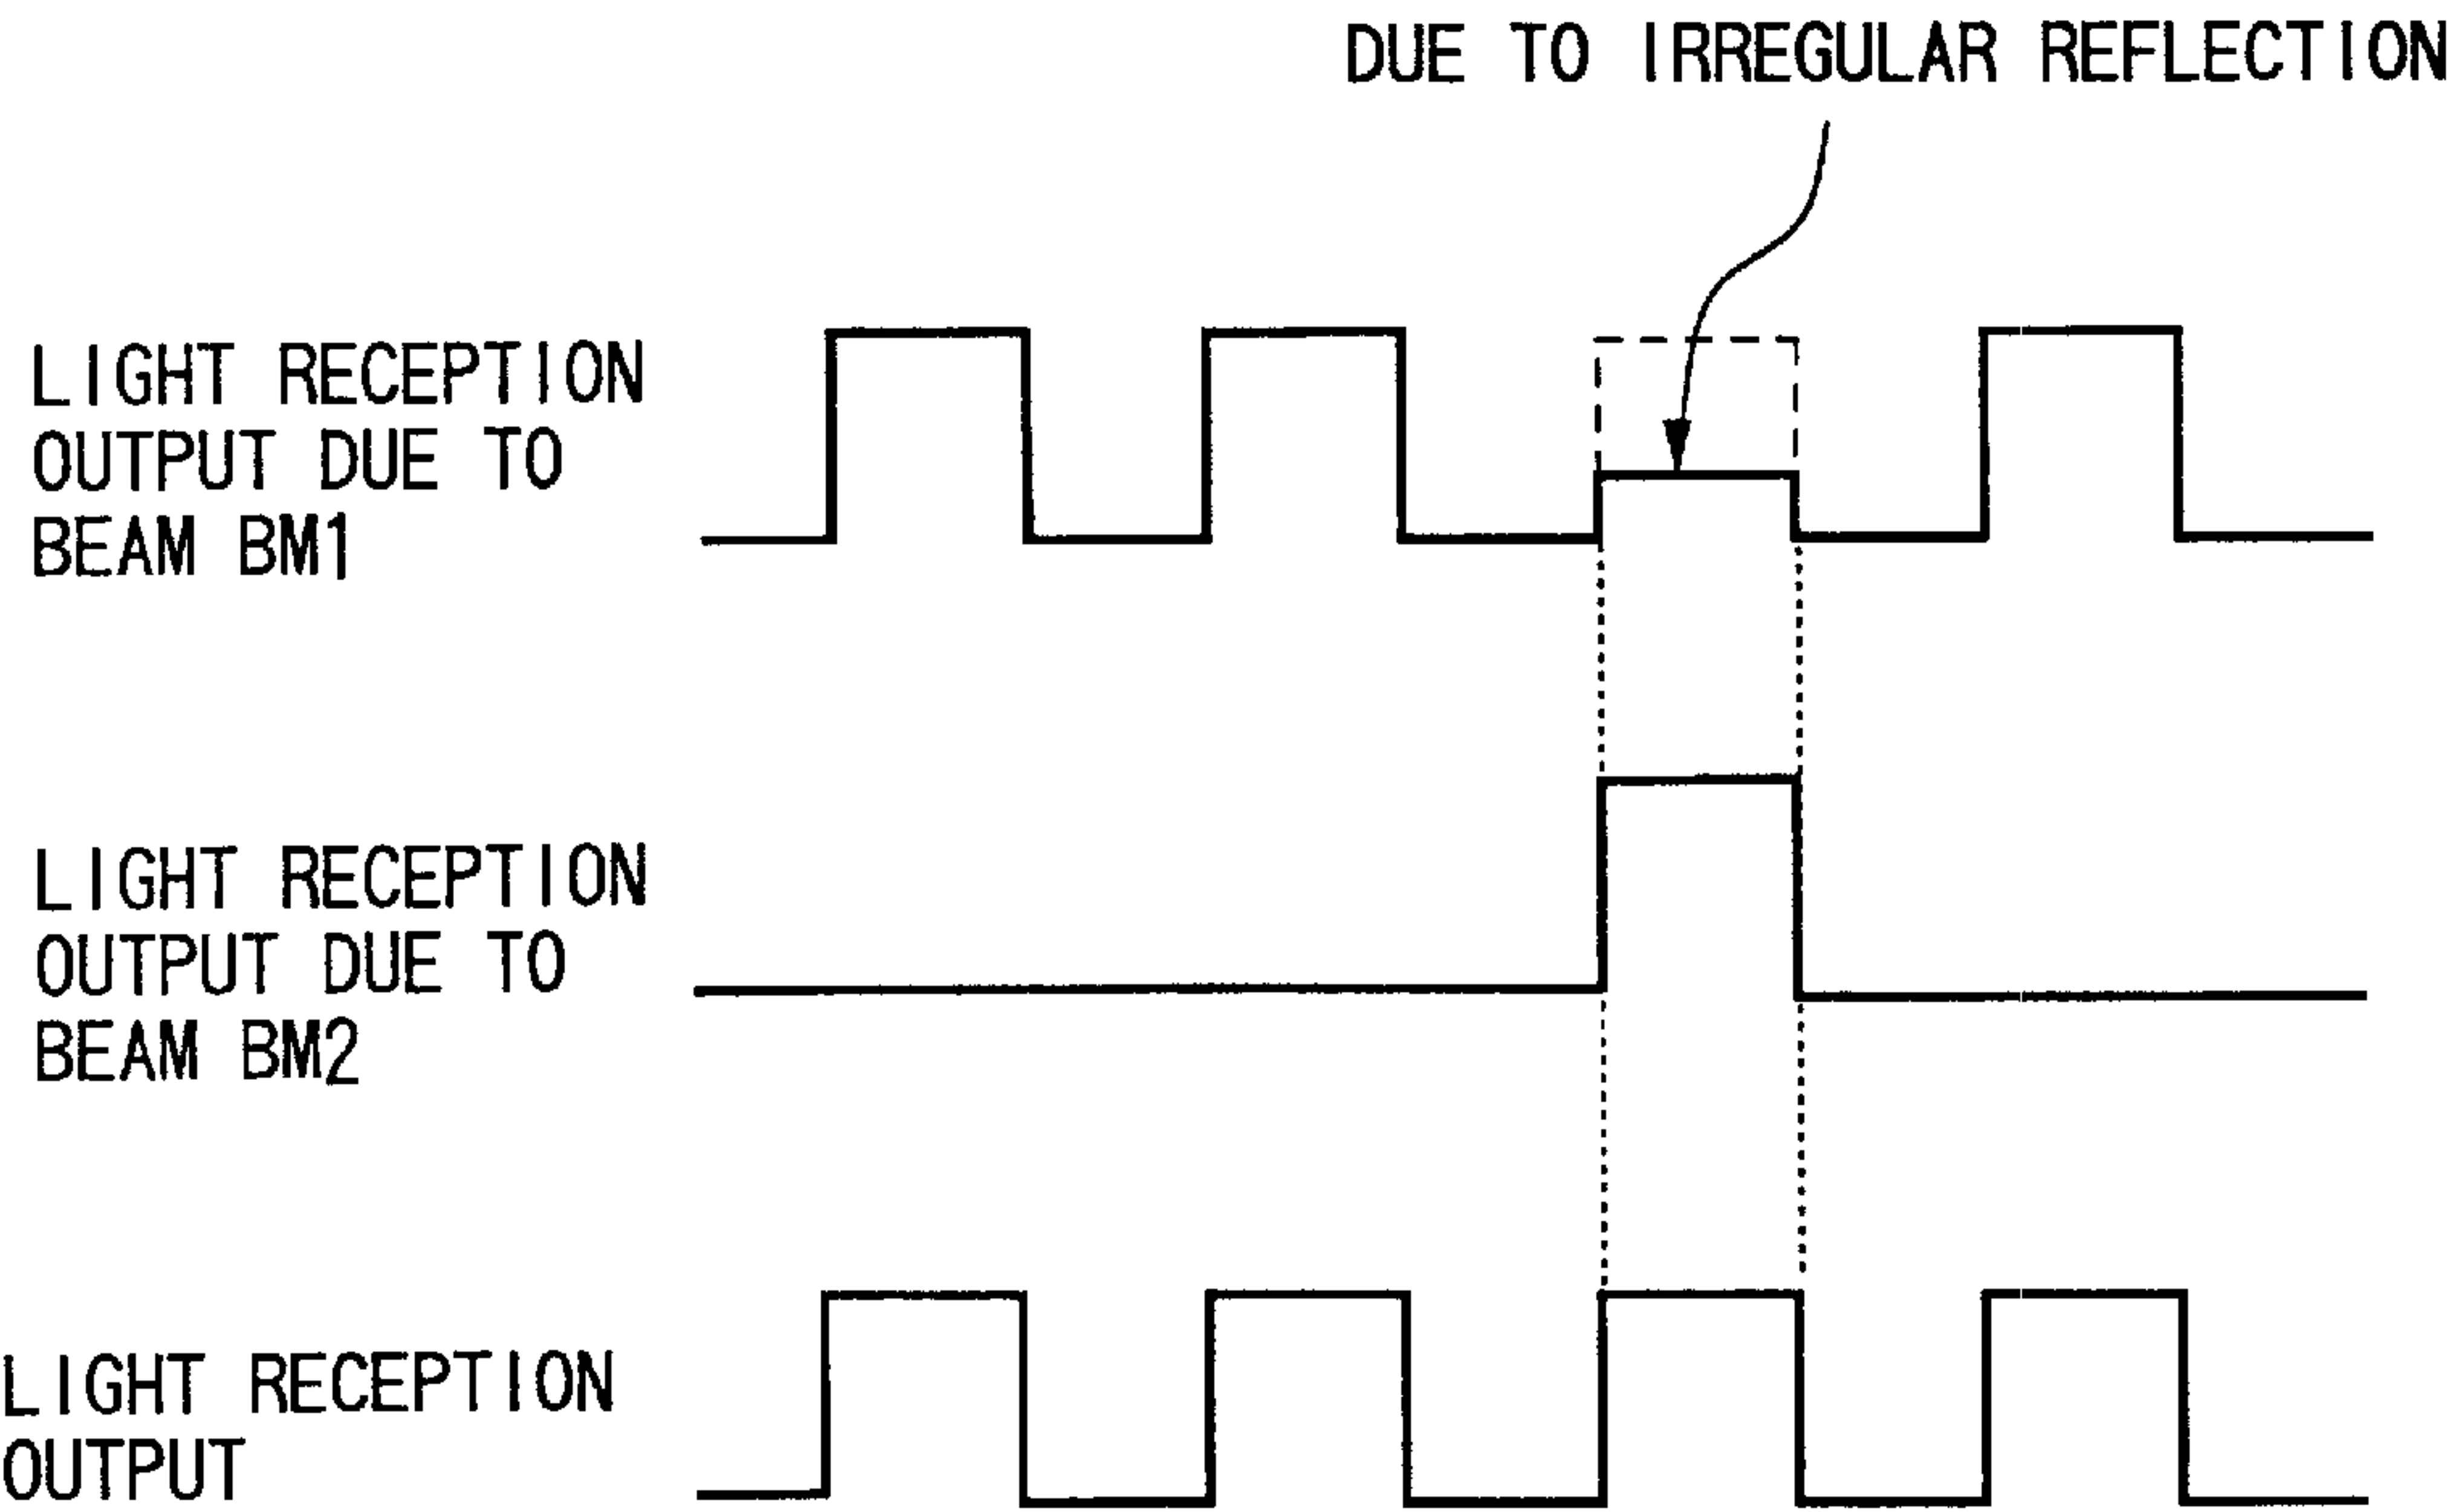 DUE TO IRREGULAR REFLECTION
LIGHT RECEPTION
OUTPUT DUE TO
BEAM BM1
LIGHT RECEPTION
OUTPUT DUE TO
BEAM BM2
LIGHT RECEPTION
OUTPUT